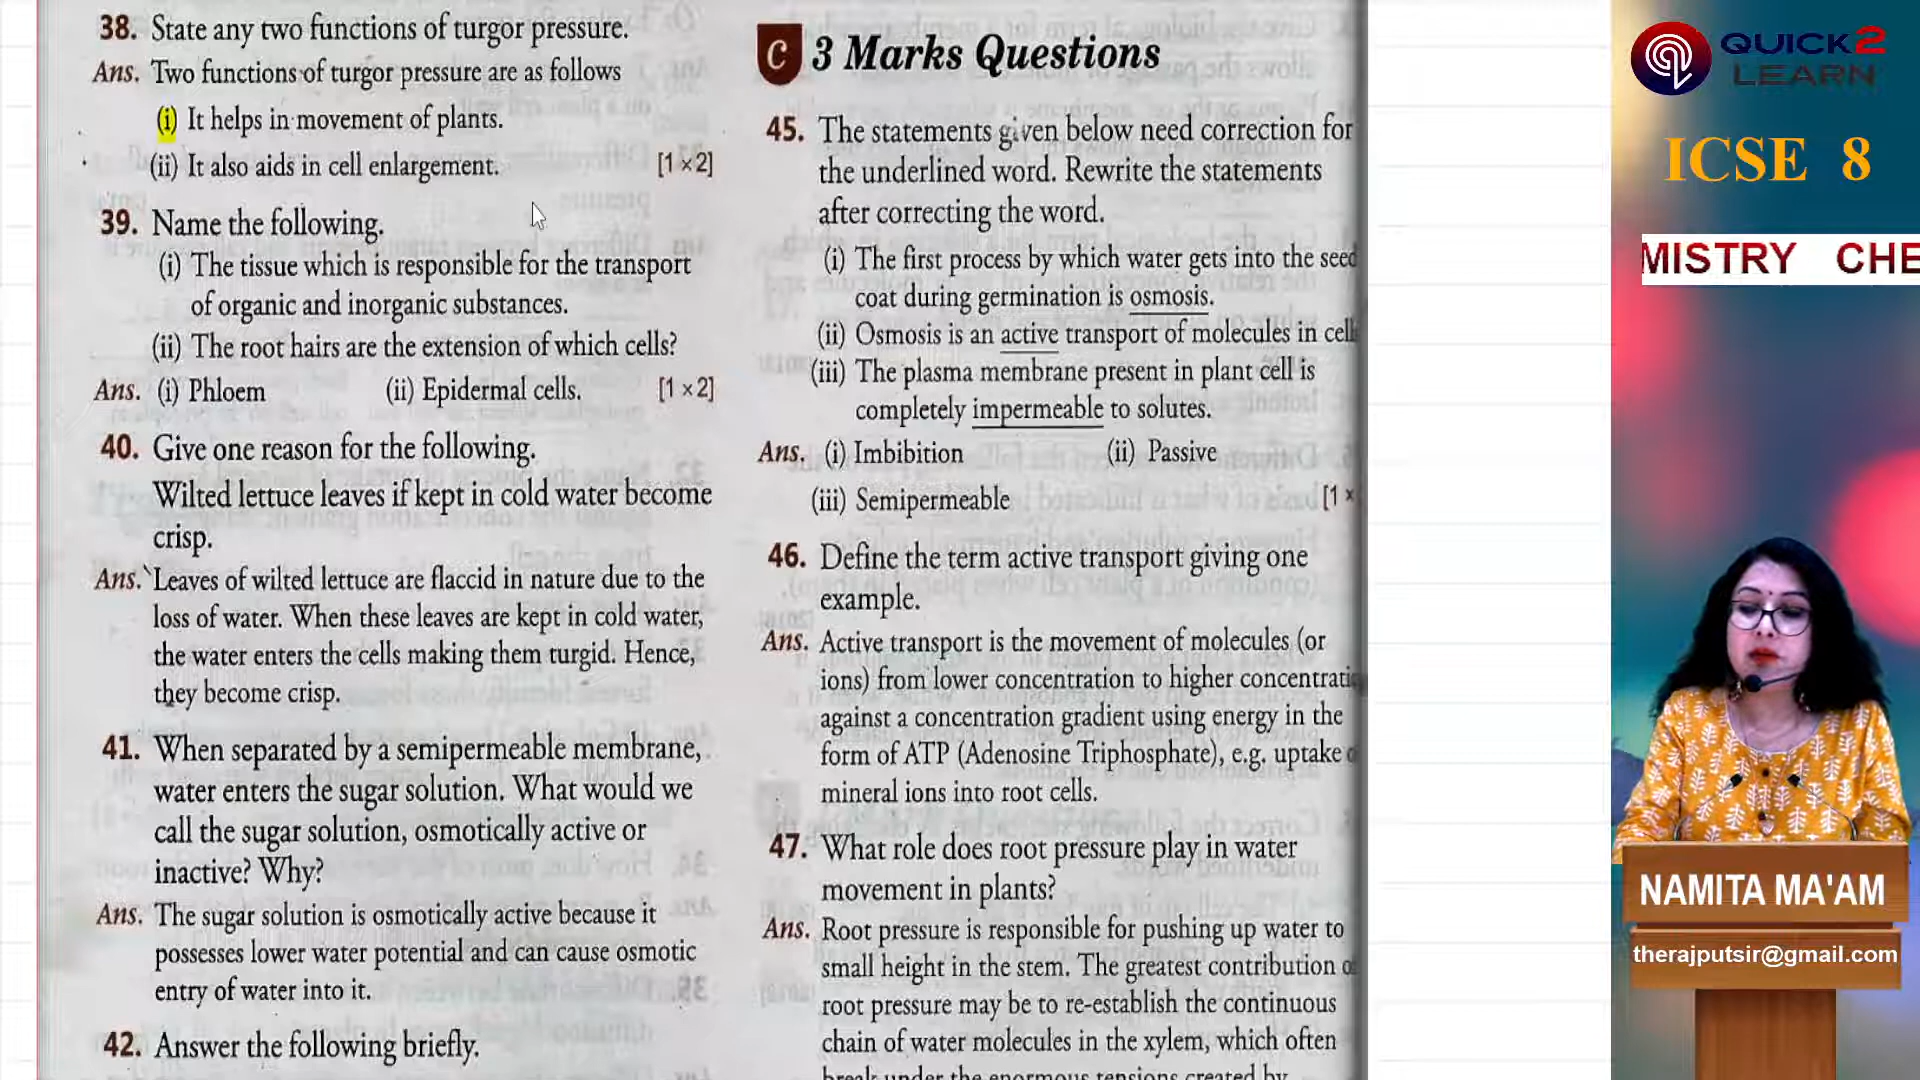 38. State any two functions of turgor pressure.
Ans. Two functions of turgor pressure are as follows
(i) It helps in movement of plants.
(ii) It also aids in cell enlargement. [1 × 2]
39. Name the following.
(i) The tissue which is responsible for the transport
of organic and inorganic substances.
(ii) The root hairs are the extension of which cells?
Ans. (i) Phloem (ii) Epidermal cells. [1 × 2]
40. Give one reason for the following.
Wilted lettuce leaves if kept in cold water become
crisp.
Ans. Leaves of wilted lettuce are flaccid in nature due to the
loss of water. When these leaves are kept in cold water,
the water enters the cells making them turgid. Hence,
they become crisp.
41. When separated by a semipermeable membrane,
water enters the sugar solution. What would we
call the sugar solution, osmotically active or
inactive? Why?
Ans. The sugar solution is osmotically active because it
possesses lower water potential and can cause osmotic
entry of water into it.
42. Answer the following briefly.
C 3 Marks Questions
45. The statements given below need correction for
the underlined word. Rewrite the statements
after correcting the word.
(i) The first process by which water gets into the seed
coat during germination is osmosis.
(ii) Osmosis is an active transport of molecules in cell
(iii) The plasma membrane present in plant cell is
completely impermeable to solutes.
Ans. (i) Imbibition (ii) Passive
(iii) Semipermeable [1 ×
46. Define the term active transport giving one
example.
Ans. Active transport is the movement of molecules (or
ions) from lower concentration to higher concentrati
against a concentration gradient using energy in the
form of ATP (Adenosine Triphosphate), e.g. uptake
mineral ions into root cells.
47. What role does root pressure play in water
movement in plants?
Ans. Root pressure is responsible for pushing up water to
small height in the stem. The greatest contribution
root pressure may be to re-establish the continuous
chain of water molecules in the xylem, which often
break under the enormous tensions created by
QUICK2
LEARN
ICSE 8
MISTRY CHE
NAMITA MA'AM
therajputsir@gmail.com